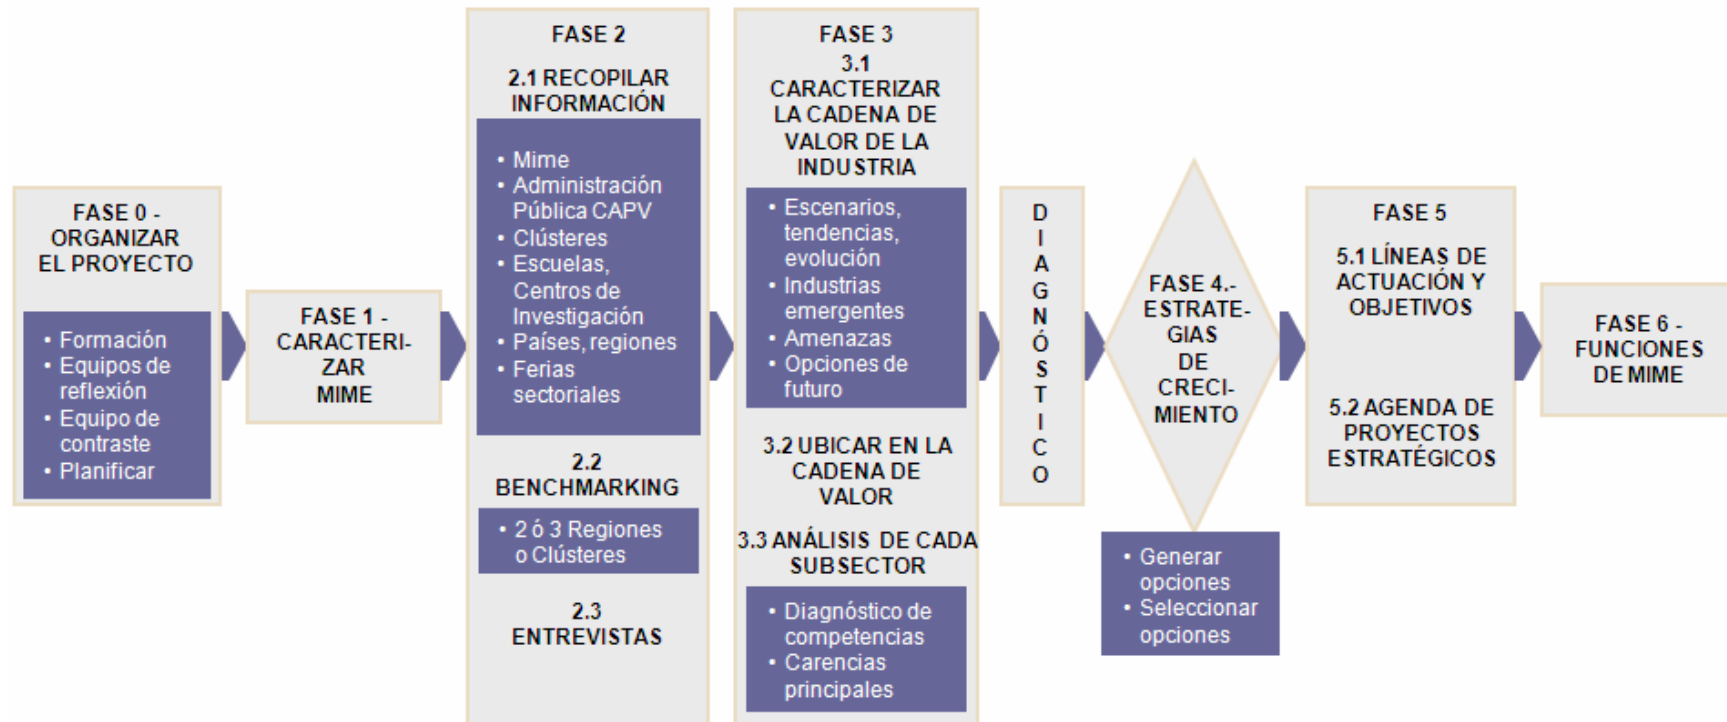 FASE 0 -
ORGANIZAR
EL PROYECTO
• Formación
• Equipos de
reflexión
• Equipo de
contraste
• Planificar
FASE 1 -
CARACTERI-
ZAR
MIME
FASE 2
2.1 RECOPILAR
INFORMACIÓN
• Mime
• Administración
Pública CAPV
• Clústeres
• Escuelas,
Centros de
Investigación
• Países, regiones
• Ferias
sectoriales
2.2
BENCHMARKING
• 2 ó 3 Regiones
o Clústeres
2.3
ENTREVISTAS
FASE 3
3.1
CARACTERIZAR
LA CADENA DE
VALOR DE LA
INDUSTRIA
• Escenarios,
tendencias,
evolución
• Industrias
emergentes
• Amenazas
• Opciones de
futuro
3.2 UBICAR EN LA
CADENA DE
VALOR
3.3 ANÁLISIS DE CADA
SUBSECTOR
• Diagnóstico de
competencias
• Carencias
principales
D
I
A
G
N
Ó
S
T
I
C
O
FASE 4.-
ESTRATE-
GIAS
DE
CRECI-
MIENTO
• Generar
opciones
• Seleccionar
opciones
FASE 5
5.1 LÍNEAS DE
ACTUACIÓN Y
OBJETIVOS
5.2 AGENDA DE
PROYECTOS
ESTRATÉGICOS
FASE 6 -
FUNCIONES
DE MIME